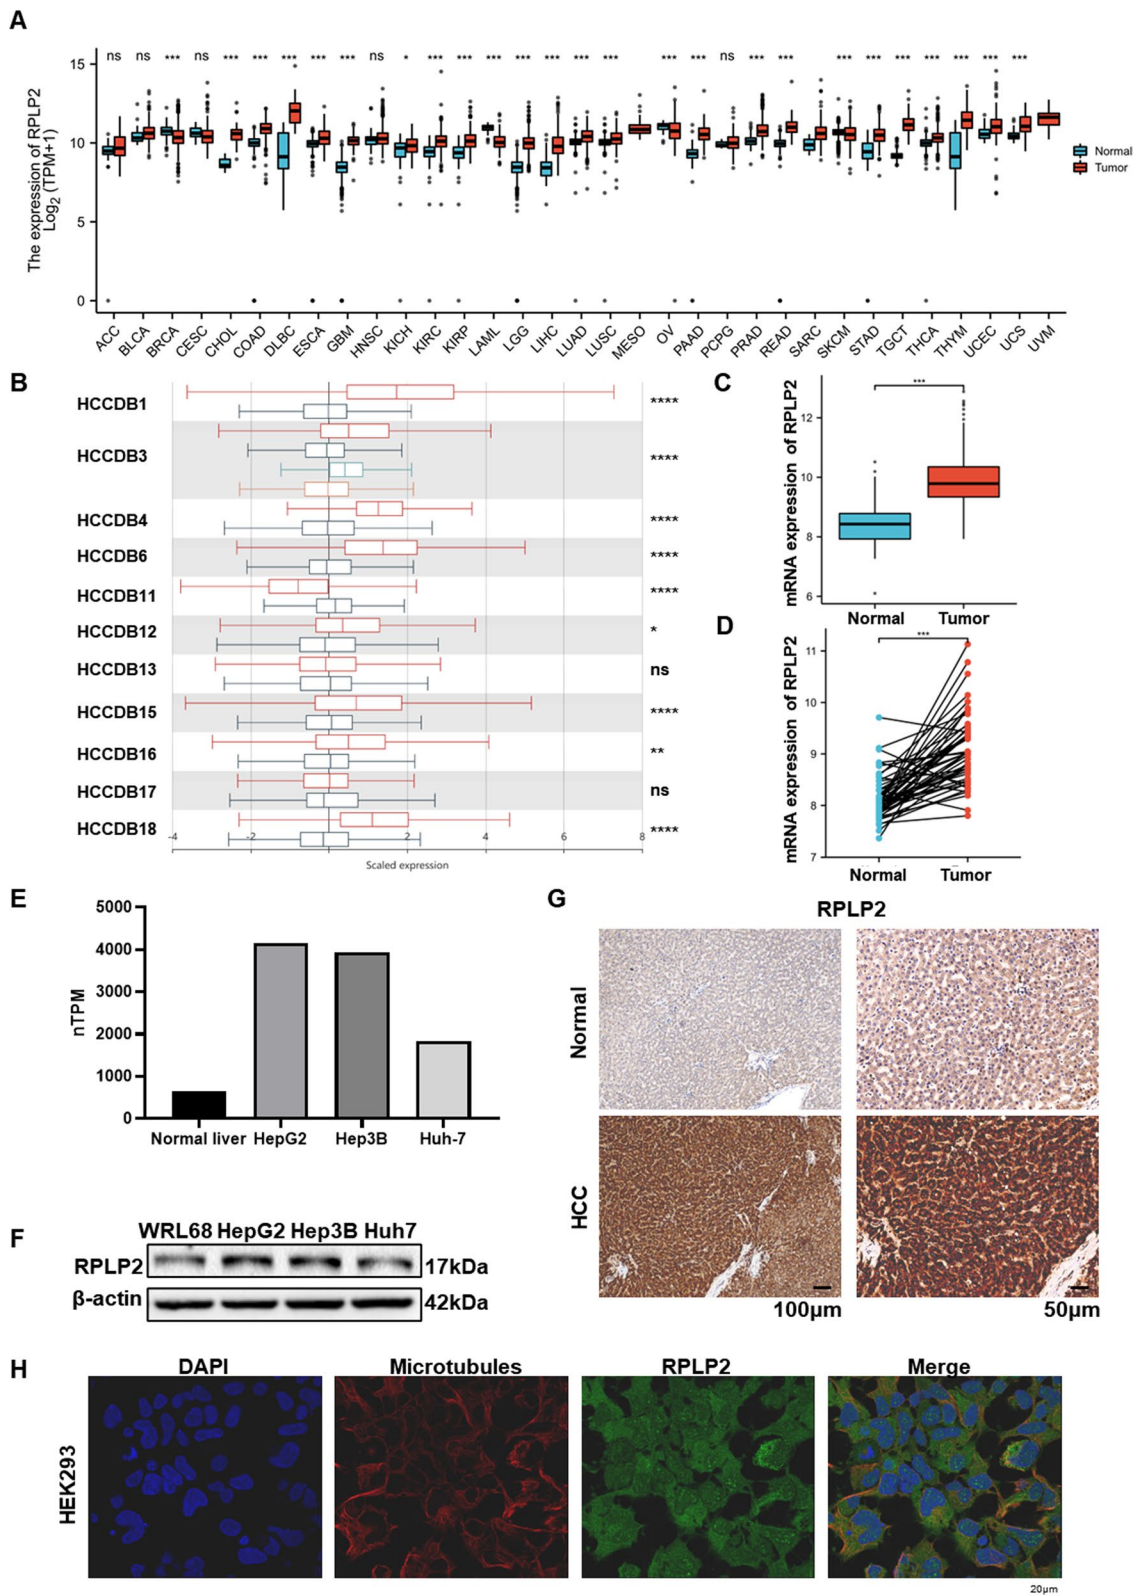 A
The expression of RPLP2
Log2 (TPM+1)
15
10
5
0
ns ns *** ns *** *** *** *** *** ns * *** *** *** *** *** *** *** *** *** ns *** *** *** *** *** *** *** *** ***
Normal
Tumor
ACC BLCA BRCA CESC CHOL COAD DLBC ESCA GBM HNSC KICH KIRC KIRP LAML LGG LIHC LUAD LUSC MESO OV PAAD PCPG PRAD READ SARC SKCM STAD TGCT THCA THYM UCEC UCS UVM
B
HCCDB1 ****
HCCDB3 ****
HCCDB4 ****
HCCDB6 ****
HCCDB11 ****
HCCDB12 *
HCCDB13 ns
HCCDB15 ****
HCCDB16 **
HCCDB17 ns
HCCDB18 ****
-4 -2 0 2 4 6 8
Scaled expression
C
mRNA expression of RPLP2
***
12
10
8
6
Normal Tumor
D
mRNA expression of RPLP2
***
11
10
9
8
7
Normal Tumor
E
nTPM
5000
4000
3000
2000
1000
0
Normal liver HepG2 Hep3B Huh-7
F
WRL68 HepG2 Hep3B Huh7
RPLP2 17kDa
β-actin 42kDa
G
RPLP2
Normal
HCC
100μm 50μm
H
DAPI Microtubules RPLP2 Merge
HEK293
20μm